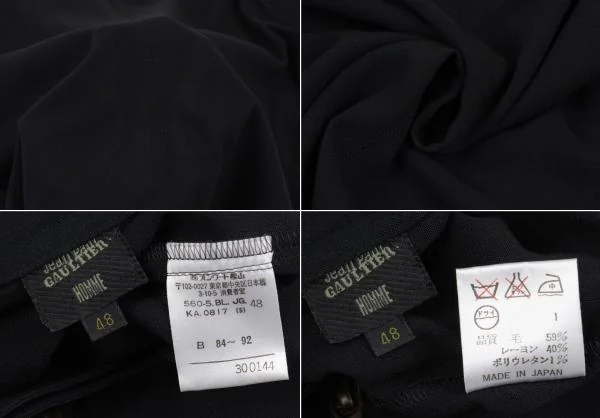 Jean Paul
GAULTIER
HOMME
48
㈱オンワード樫山
〒103-0027 東京都中央区日本橋
3-10-5 消費者室
560-5.BL.JG. 48
KA.0817 (S)
B 84～ 92
300144
Jean Paul
GAULTIER
HOMME
48
中
ドライ
1
品質 毛 59%
レーヨン 40%
ポリウレタン1%
MADE IN JAPAN